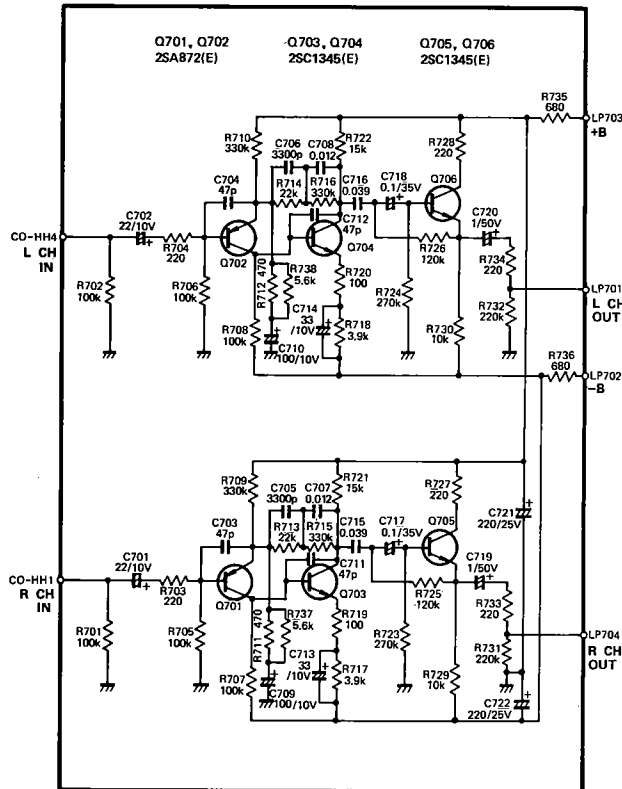 Q701, Q702
2SA872(E)
Q703, Q704
2SC1345(E)
Q705, Q706
2SC1345(E)
R735
680
LP703
+B
R710
330k
C706
3300p
C708
0.012
R722
15k
R728
220
C704
47p
R714
22k
R716
330k
C716
0.039
C718
0.1/35V
Q706
C702
22/10V
C712
47p
C720
1/50V
CO-HH4
L CH
IN
R704
220
Q702
Q704
R726
120k
R734
220
R702
100k
R706
100k
R712 470
R738
5.6k
R720
100
R724
270k
LP701
L CH
OUT
R732
220k
C714
33
/10V
R708
100k
R718
3.9k
R730
10k
C710
100/10V
R736
680
LP702
-B
R709
330k
C705
3300p
C707
0.012
R721
15k
R727
220
C721
220/25V
C703
47p
R713
22k
R715
330k
C715
0.039
C717
0.1/35V
Q705
C701
22/10V
C711
47p
C719
1/50V
CO-HH1
R CH
IN
R703
220
Q701
Q703
R725
120k
R733
220
R701
100k
R705
100k
R711 470
R737
5.6k
R719
100
R723
270k
LP704
R CH
OUT
R731
220k
C713
33
/10V
R707
100k
R717
3.9k
R729
10k
C709
100/10V
C722
220/25V